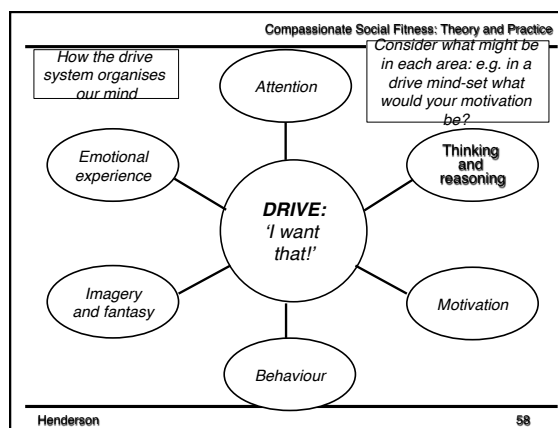 Compassionate Social Fitness: Theory and Practice
How the drive
system organises
our mind
Consider what might be
in each area: e.g. in a
drive mind-set what
would your motivation
be?
Attention
Emotional
experience
Thinking
and
reasoning
DRIVE:
‘I want
that!’
Imagery
and fantasy
Motivation
Behaviour
Henderson
58